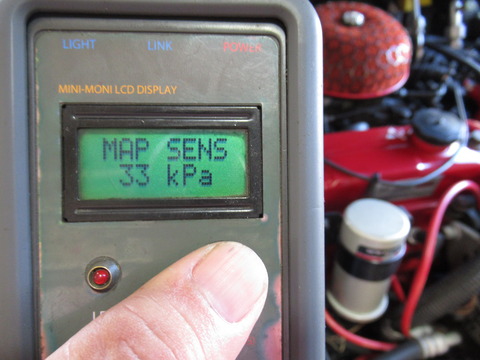 LIGHT LINK POWER
MINI-MONI LCD DISPLAY
MAP SENS
33 kPa